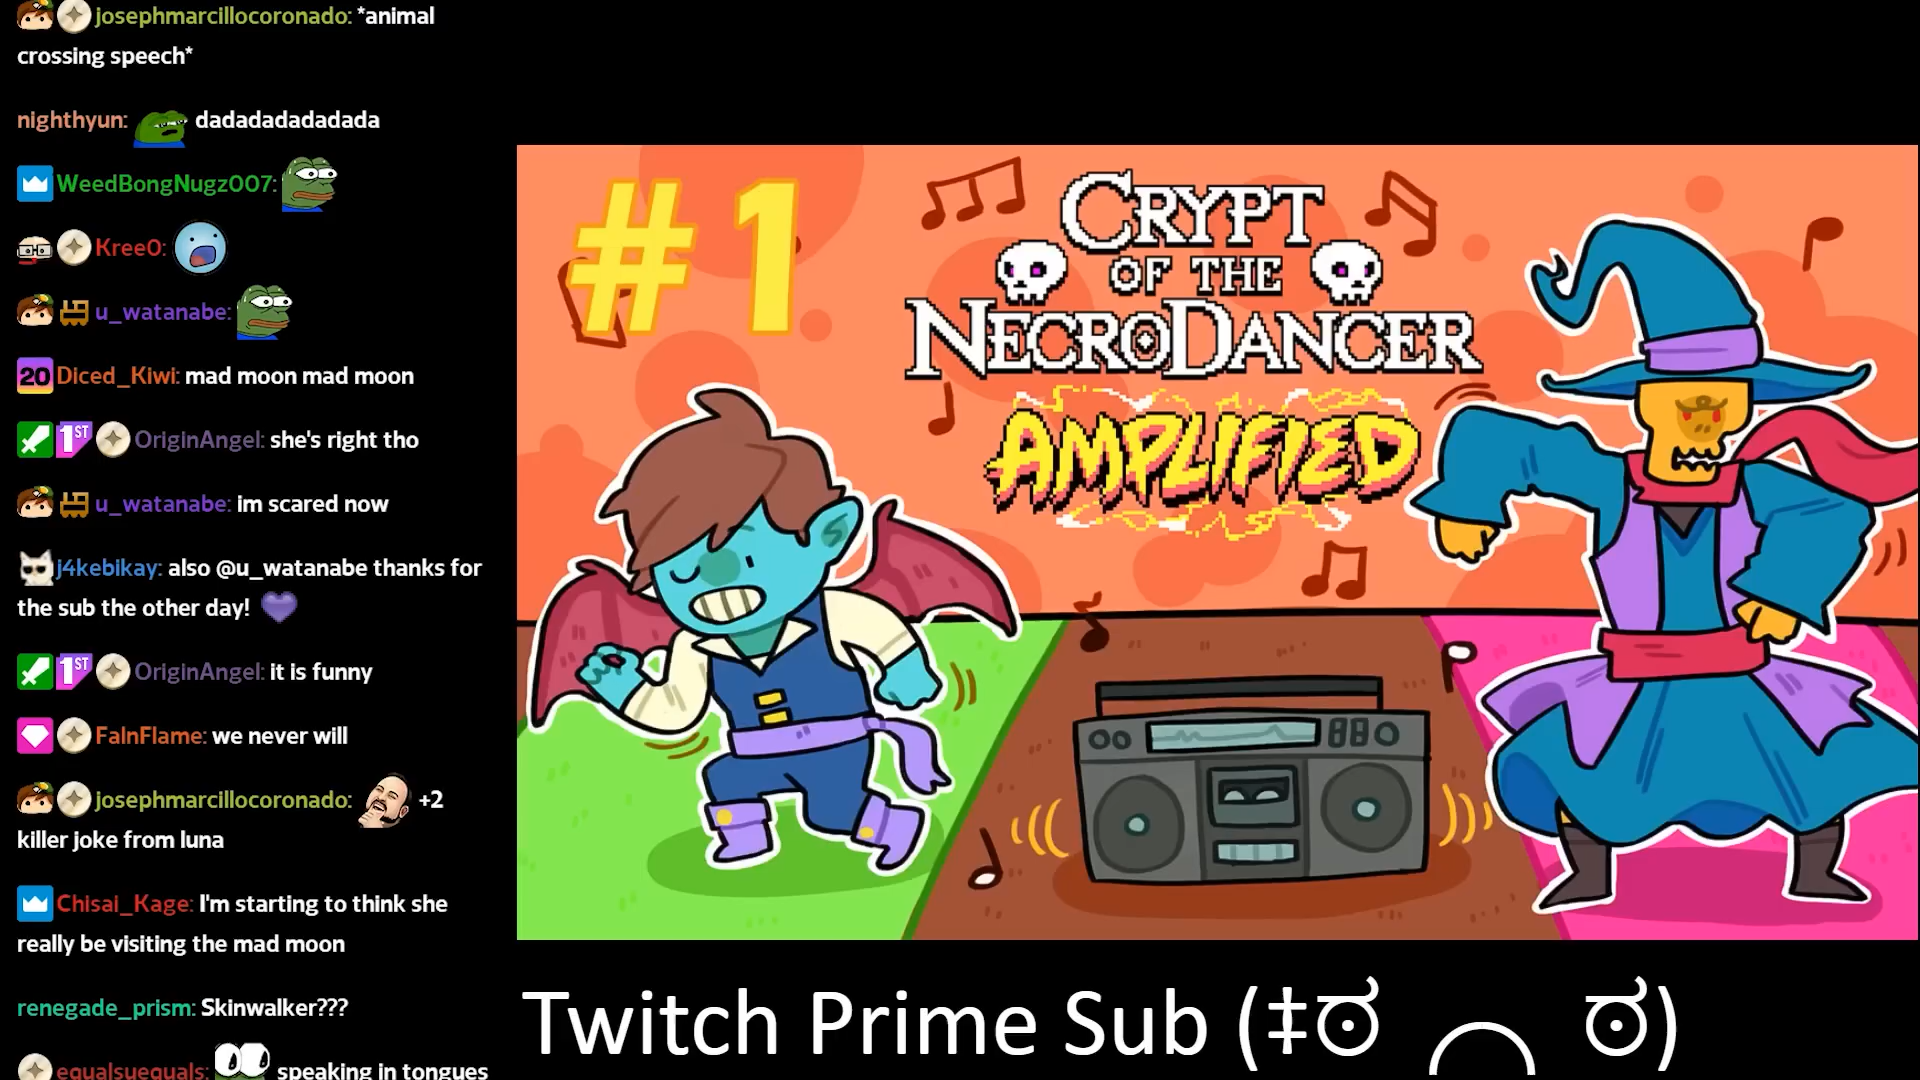 josephmarcillocoronado: *animal
crossing speech*
nighthyun: dadadadadadada
WeedBongNugz007:
Kree0:
u_watanabe:
20 Diced_Kiwi: mad moon mad moon
1ST OriginAngel: she's right tho
u_watanabe: im scared now
j4kebikay: also @u_watanabe thanks for
the sub the other day!
1ST OriginAngel: it is funny
FalnFlame: we never will
josephmarcillocoronado: +2
killer joke from luna
Chisai_Kage: I'm starting to think she
really be visiting the mad moon
renegade_prism: Skinwalker???
equalsuequals: speaking in tongues
#1
CRYPT
OF THE
NECRODANCER
AMPLIFIED
Twitch Prime Sub (‡ಠ ͜ ಠ)